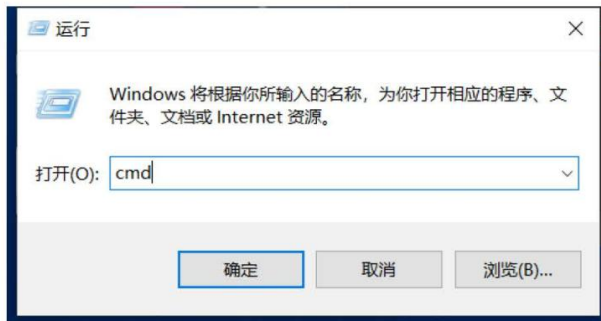 运行
Windows 将根据你所输入的名称，为你打开相应的程序、文
件夹、文档或 Internet 资源。
打开(O): cmd
确定 取消 浏览(B)...